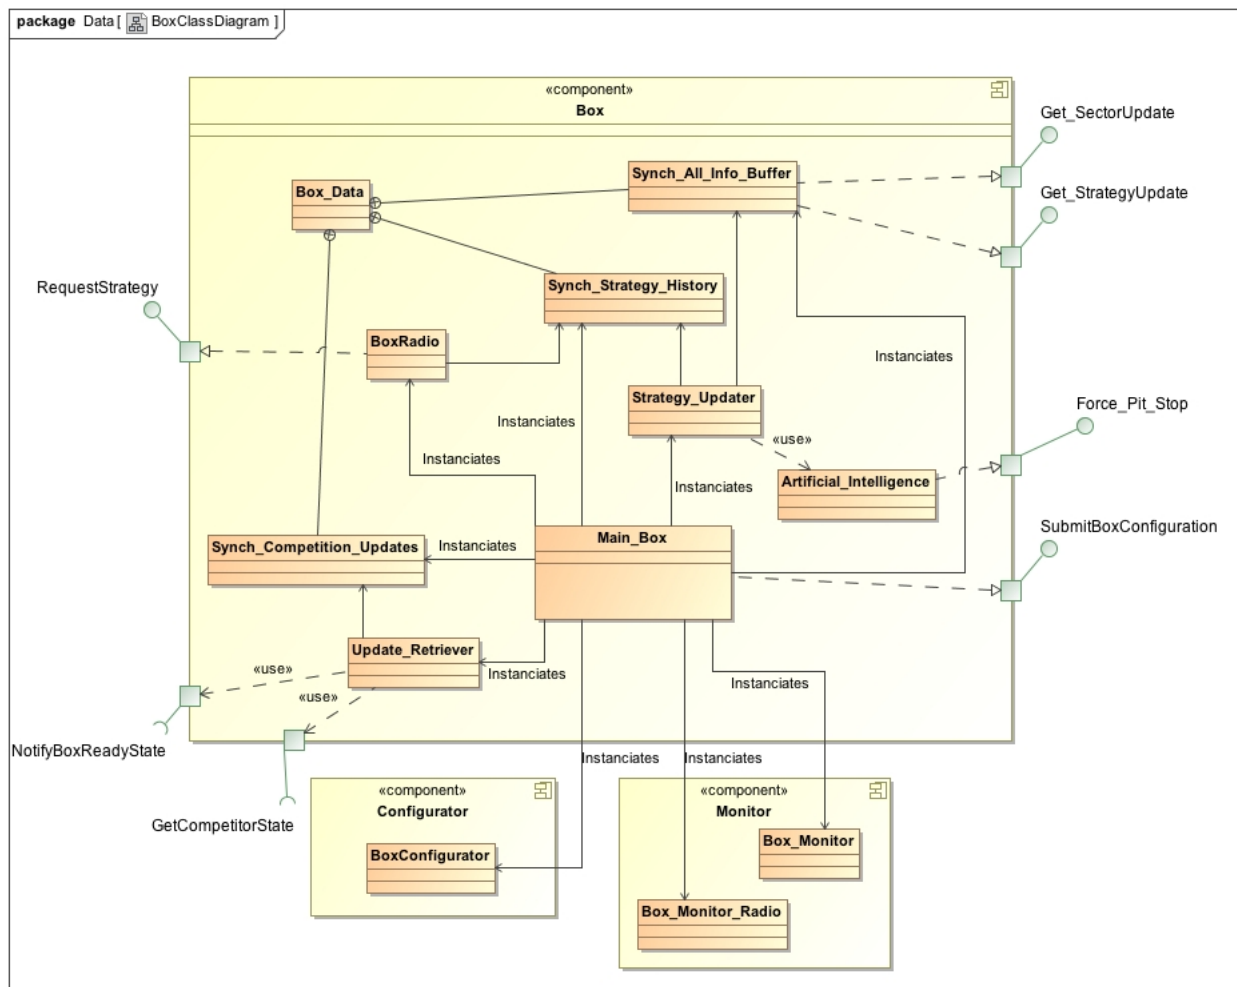 package Data [ BoxClassDiagram ]
«component»
Box
Get_SectorUpdate
Synch_All_Info_Buffer
Box_Data
Get_StrategyUpdate
RequestStrategy
Synch_Strategy_History
BoxRadio
Instanciates
Strategy_Updater
Force_Pit_Stop
Instanciates
«use»
Instanciates
Artificial_Intelligence
Instanciates
SubmitBoxConfiguration
Main_Box
Synch_Competition_Updates
Instanciates
Update_Retriever
«use»
Instanciates
Instanciates
«use»
NotifyBoxReadyState
Instanciates
Instanciates
«component»
Configurator
«component»
Monitor
GetCompetitorState
Box_Monitor
BoxConfigurator
Box_Monitor_Radio